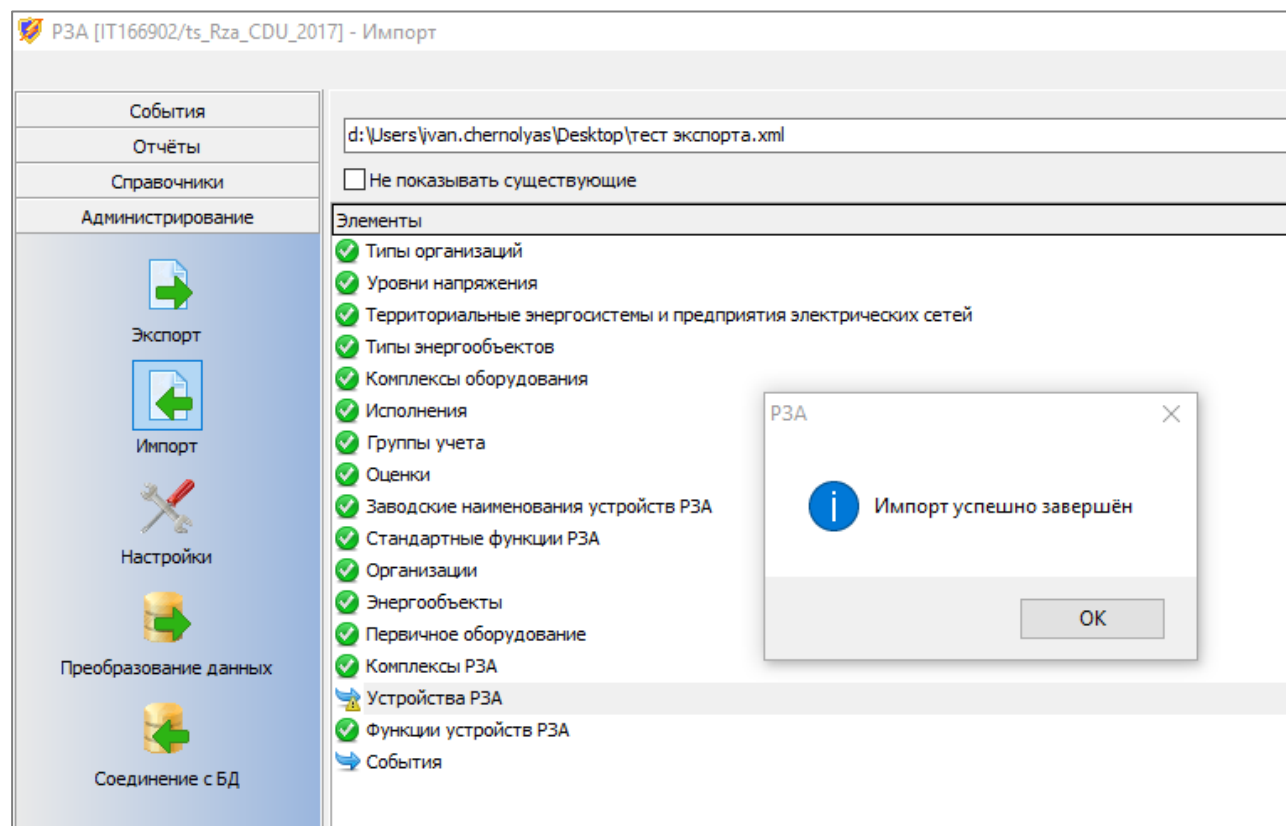 РЗА [IT166902/ts_Rza_CDU_2017] - Импорт
События
Отчёты
Справочники
Администрирование
Экспорт
Импорт
Настройки
Преобразование данных
Соединение с БД
d:\Users\ivan.chernolyas\Desktop\тест экспорта.xml
Не показывать существующие
Элементы
Типы организаций
Уровни напряжения
Территориальные энергосистемы и предприятия электрических сетей
Типы энергообъектов
Комплексы оборудования
Исполнения
Группы учета
Оценки
Заводские наименования устройств РЗА
Стандартные функции РЗА
Организации
Энергообъекты
Первичное оборудование
Комплексы РЗА
Устройства РЗА
Функции устройств РЗА
События
РЗА
Импорт успешно завершён
ОК